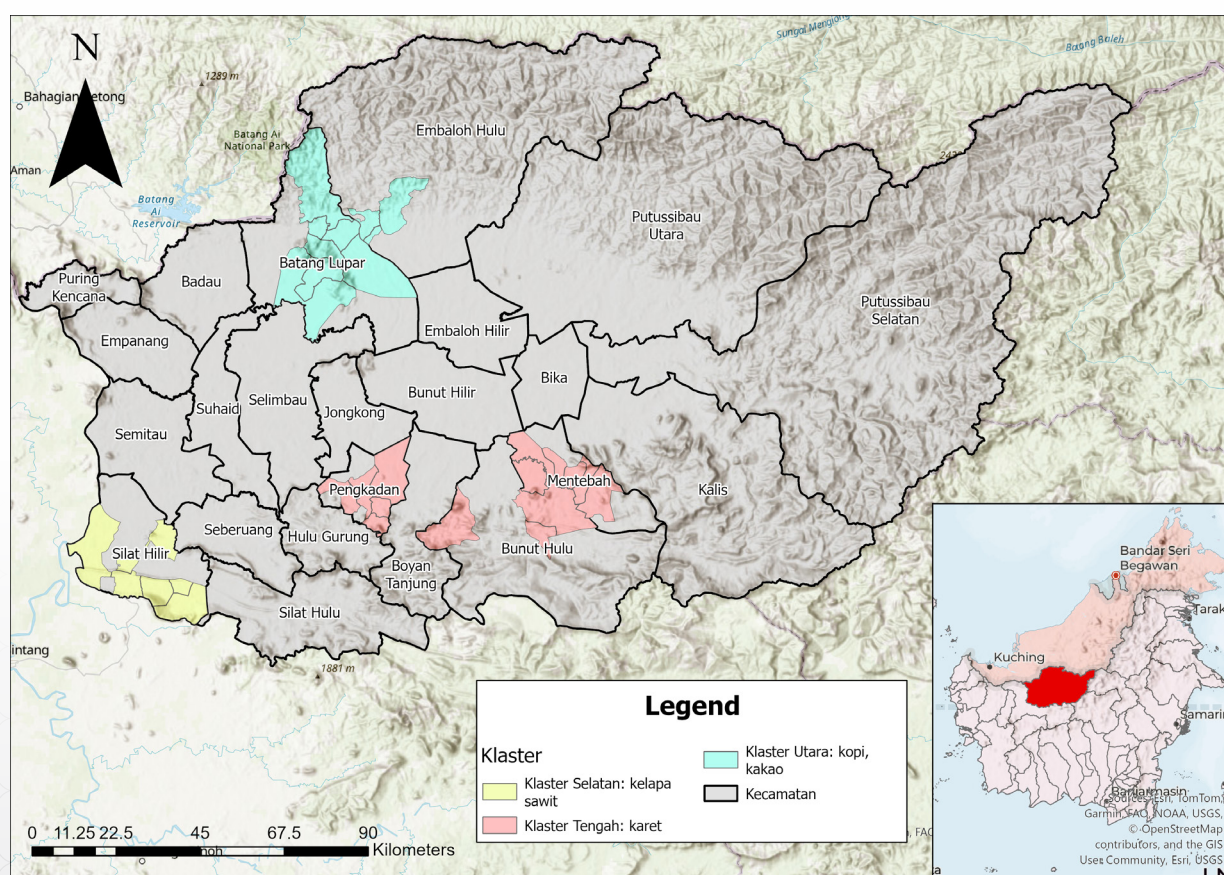 N
Sungai Mengiong
Batang Baleh
1289 m
Bahagian Betong
Batang Ai
National Park
Embaloh Hulu
Aman
Batang
Ai
Reservoir
Putussibau
Utara
Batang Lupar
Badau
Puring
Kencana
Putussibau
Selatan
Embaloh Hilir
Empanang
Bika
Bunut Hilir
Selimbau
Suhaid
Jongkong
Semitau
Mentebah
Pengkadan
Kalis
Seberuang
Hulu Gurung
Silat Hilir
Bunut Hulu
Boyan
Tanjung
Silat Hulu
intang
1881 m
Legend
Klaster
Klaster Selatan: kelapa
sawit
Klaster Tengah: karet
Klaster Utara: kopi,
kakao
Kecamatan
0 11.25 22.5 45 67.5 90
Kilometers
Bandar Seri
Begawan
Tarak
Kuching
Samarin
Banjarmasin
Sources: Esri, TomTom,
Garmin, FAO, NOAA, USGS,
© OpenStreetMap
contributors, and the GIS
User Community, Esri, USGS